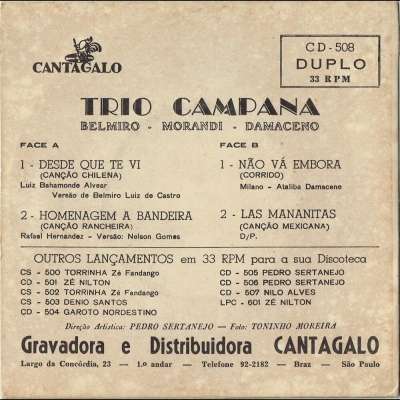 CANTAGALO
CD - 508
DUPLO
33 RPM
TRIO CAMPANA
BELMIRO - MORANDI - DAMACENO
FACE A
1 - DESDE QUE TE VI
(CANÇÃO CHILENA)
Luiz Bahamonde Alvear
Versão de Belmiro Luiz de Castro
2 - HOMENAGEM A BANDEIRA
(CANÇÃO RANCHEIRA)
Rafael Hernandez - Versão: Nelson Gomes
FACE B
1 - NÃO VÁ EMBORA
(CORRIDO)
Milano - Ataliba Damaceno
2 - LAS MANANITAS
(CANÇÃO MEXICANA)
D/P.
OUTROS LANÇAMENTOS em 33 RPM para a sua Discoteca
CS - 500 TORRINHA Zé Fandango
CD - 501 ZÉ NILTON
CS - 502 TORRINHA Zé Fandango
CS - 503 DENIO SANTOS
CD - 504 GAROTO NORDESTINO
CD - 505 PEDRO SERTANEJO
CD - 506 PEDRO SERTANEJO
CD - 507 NILO ALVES
LPC - 601 ZÉ NILTON
Direção Artística: PEDRO SERTANEJO — Foto: TONINHO MOREIRA
Gravadora e Distribuidora CANTAGALO
Largo da Concórdia, 23 — 1.o andar — Telefone 92-2182 — Braz — São Paulo